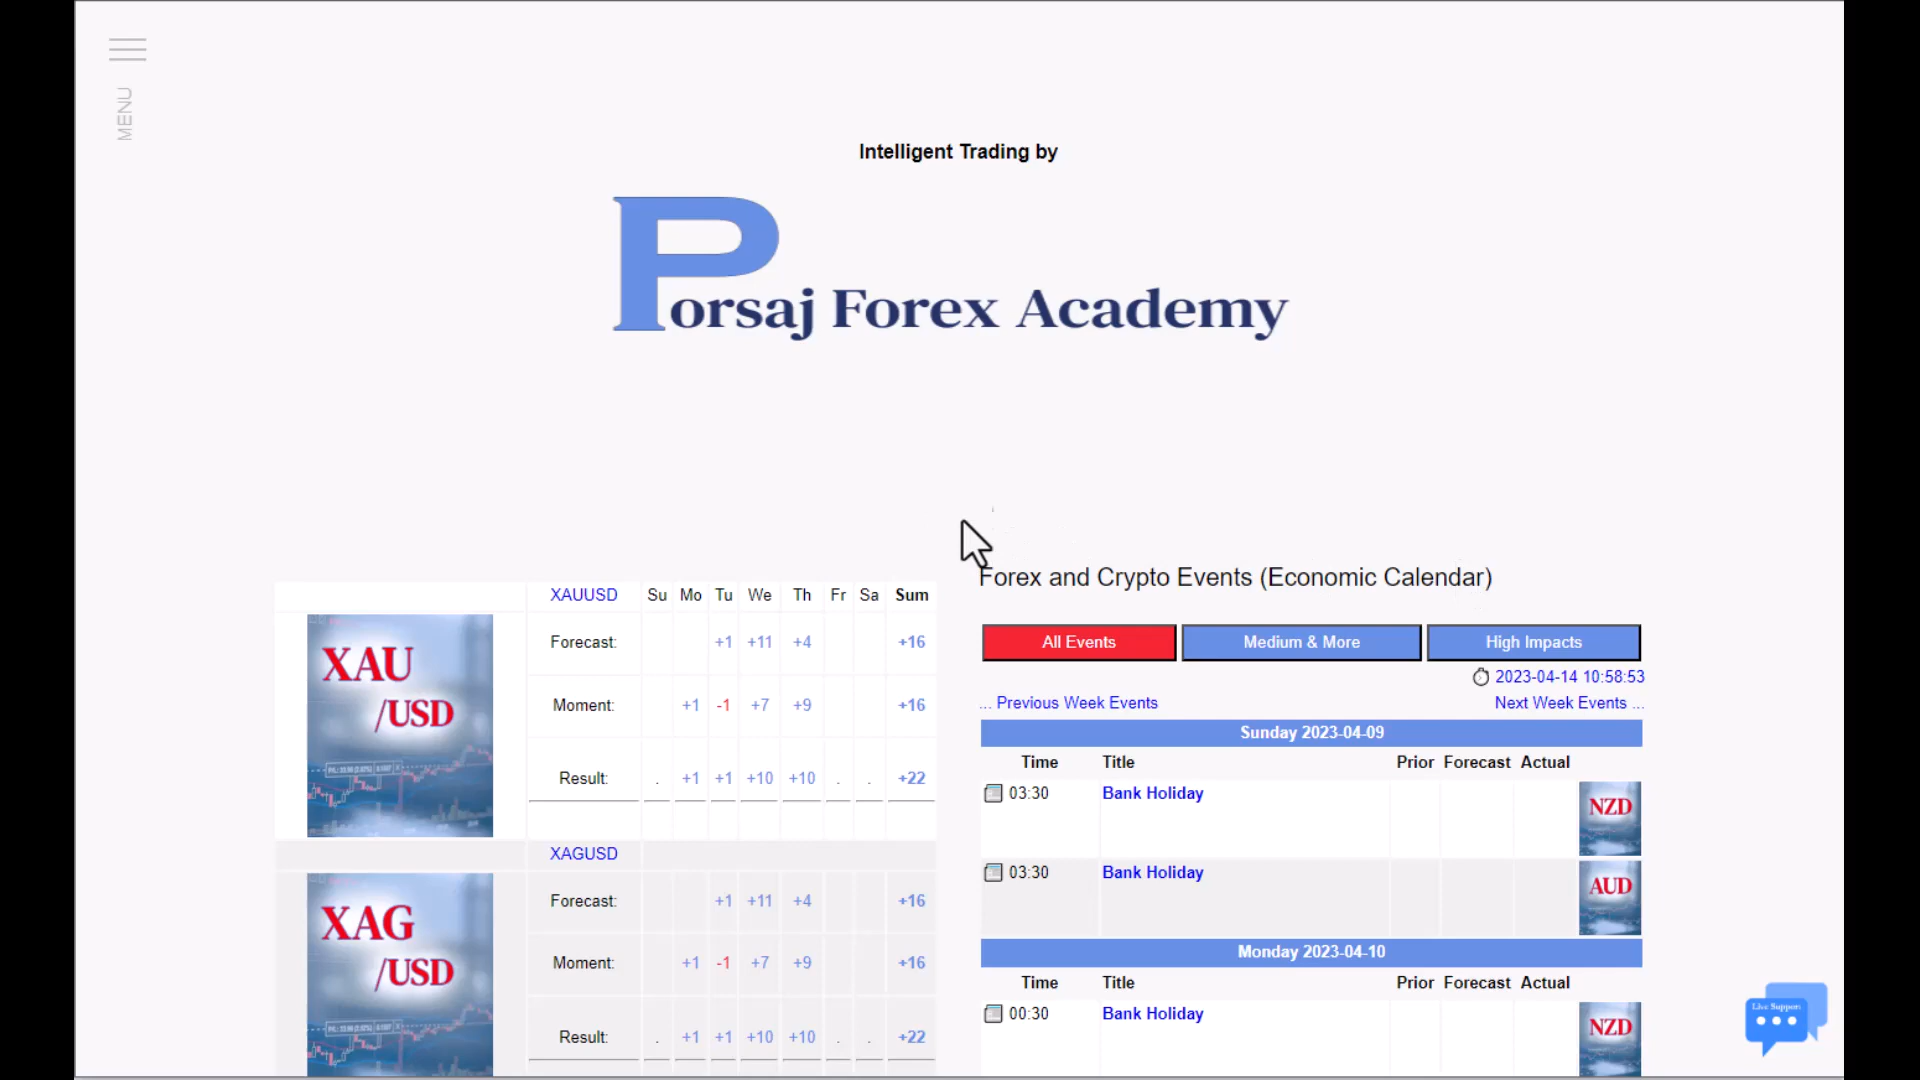 MENU
Intelligent Trading by
Porsaj Forex Academy
XAUUSD Su Mo Tu We Th Fr Sa Sum
XAU
/USD
Forecast: +1 +11 +4 +16
Moment: +1 -1 +7 +9 +16
Result: . +1 +1 +10 +10 . . +22
XAGUSD
XAG
/USD
Forecast: +1 +11 +4 +16
Moment: +1 -1 +7 +9 +16
Result: . +1 +1 +10 +10 . . +22
Forex and Crypto Events (Economic Calendar)
All Events Medium & More High Impacts
2023-04-14 10:58:53
... Previous Week Events Next Week Events ...
Sunday 2023-04-09
Time Title Prior Forecast Actual
03:30 Bank Holiday NZD
03:30 Bank Holiday AUD
Monday 2023-04-10
Time Title Prior Forecast Actual
00:30 Bank Holiday NZD
Live Support